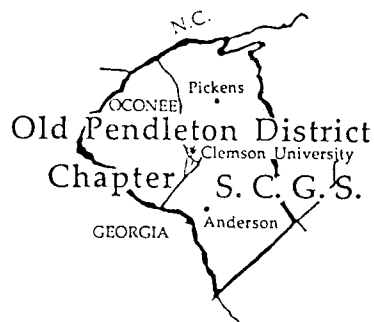 N.C.
Pickens
OCONEE
Old Pendleton District
Clemson University
Chapter S. C. G. S.
Anderson
GEORGIA